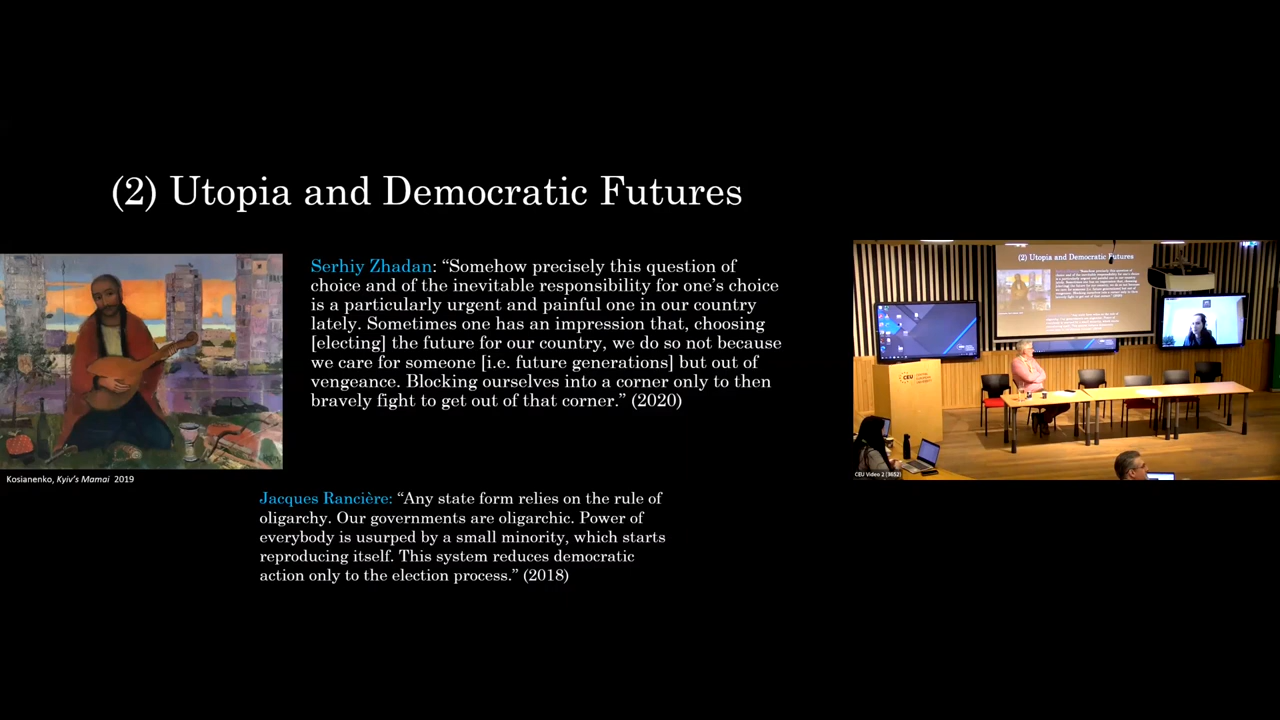 (2) Utopia and Democratic Futures
Serhiy Zhadan: “Somehow precisely this question of
choice and the inevitable responsibility for one’s choice
is a particularly urgent and painful one in our country
lately. Sometimes one has an impression that, choosing
[electing] the future for our country, we do so not because
we care for someone [i.e. future generations] but out of
vengeance. Blocking ourselves into a corner only to then
bravely fight to get out of that corner.” (2020)
Kosianenko, Kyiv’s Mamai 2019
Jacques Rancière: “Any state form relies on the rule of
oligarchy. Our governments are oligarchic. Power of
everybody is usurped by a small minority, which starts
reproducing itself. This system reduces democratic
action only to the election process.” (2018)
(2) Utopia and Democratic Futures
CEU
CEU Video 2 (3652)